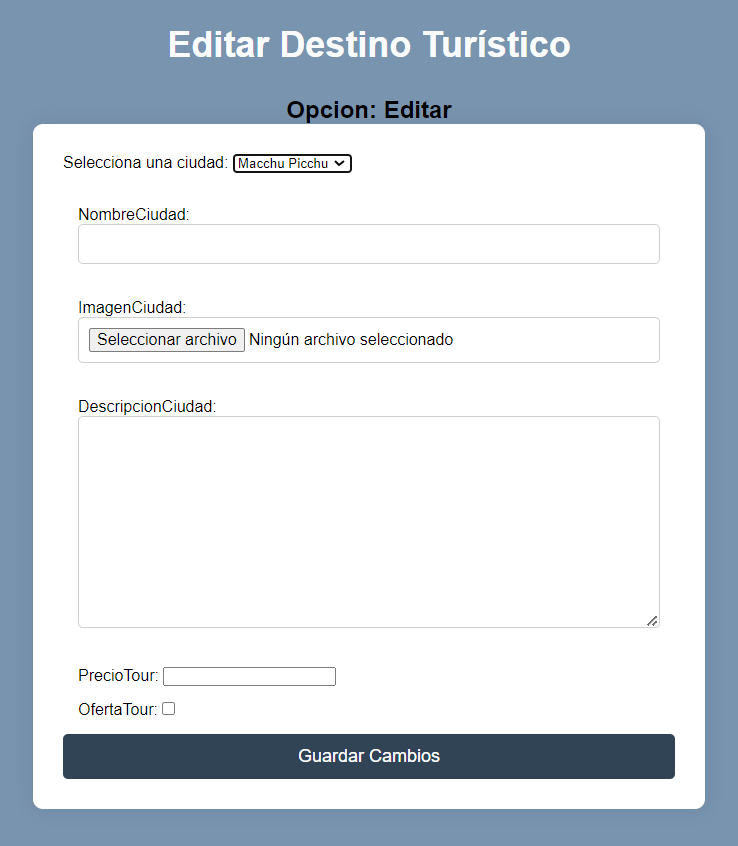 Editar Destino Turístico
Opcion: Editar
Selecciona una ciudad: Macchu Picchu
NombreCiudad:
ImagenCiudad:
Seleccionar archivo Ningún archivo seleccionado
DescripcionCiudad:
PrecioTour:
OfertaTour:
Guardar Cambios